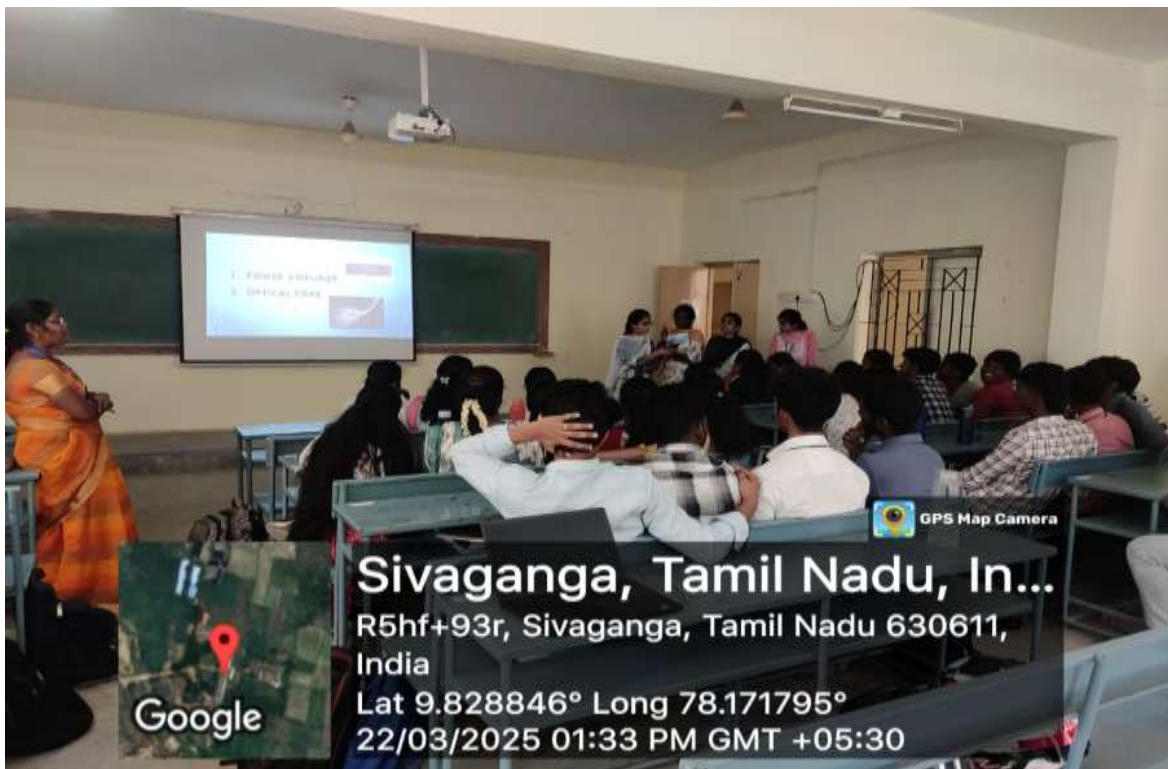 1. POWER AMPLIFIER
2. OPTICAL FIBRE
GPS Map Camera
Sivaganga, Tamil Nadu, In...
R5hf+93r, Sivaganga, Tamil Nadu 630611,
India
Lat 9.828846° Long 78.171795°
22/03/2025 01:33 PM GMT +05:30
Google